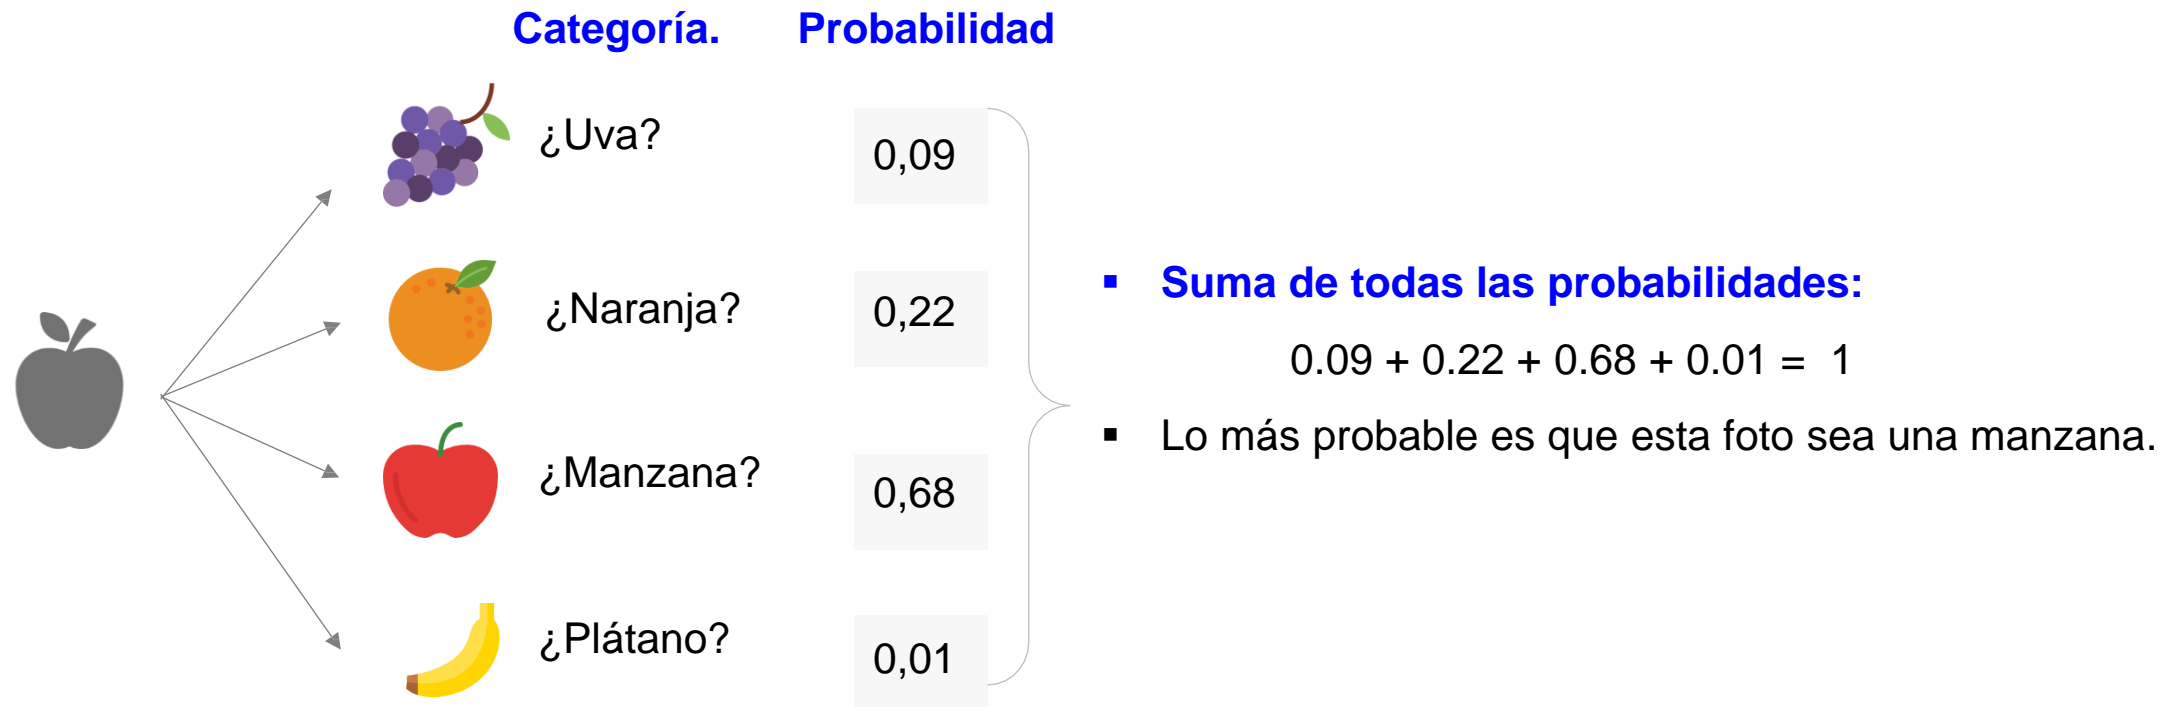 Categoría. Probabilidad
¿Uva? 0,09
¿Naranja? 0,22
¿Manzana? 0,68
¿Plátano? 0,01
▪ Suma de todas las probabilidades:
0.09 + 0.22 + 0.68 + 0.01 = 1
▪ Lo más probable es que esta foto sea una manzana.